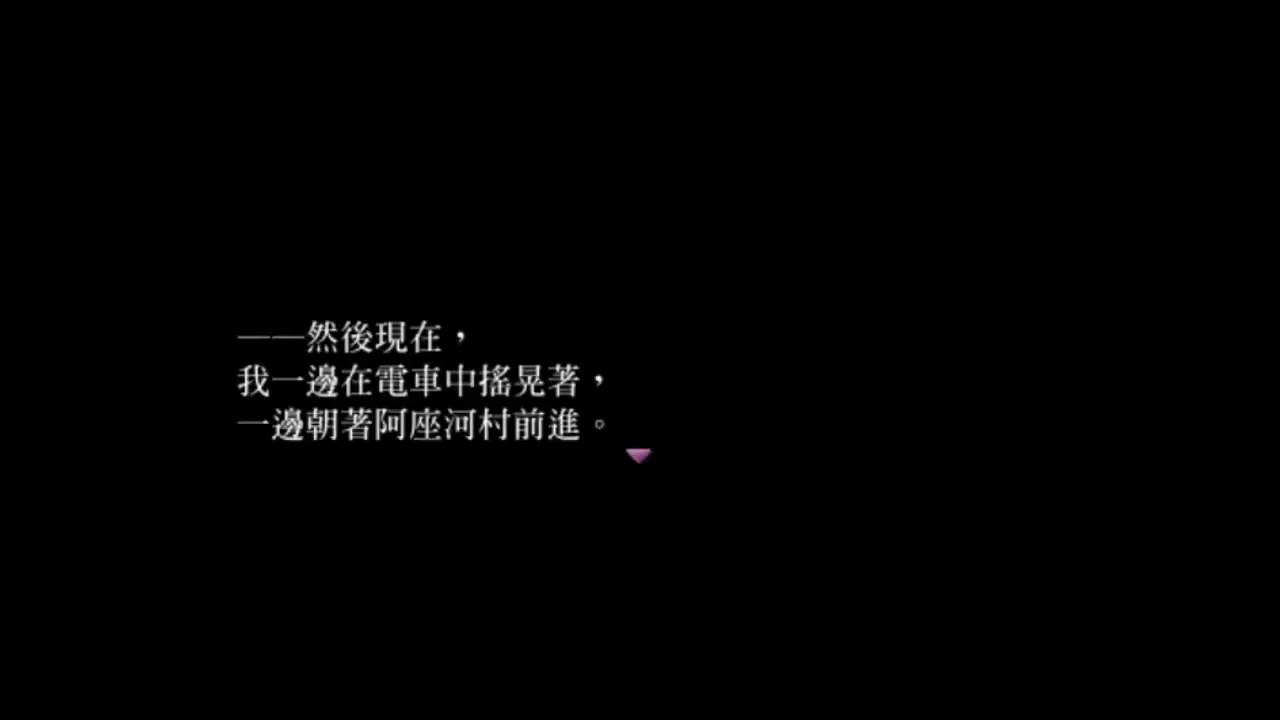 ——然後現在，
我一邊在電車中搖晃著，
一邊朝著阿座河村前進。